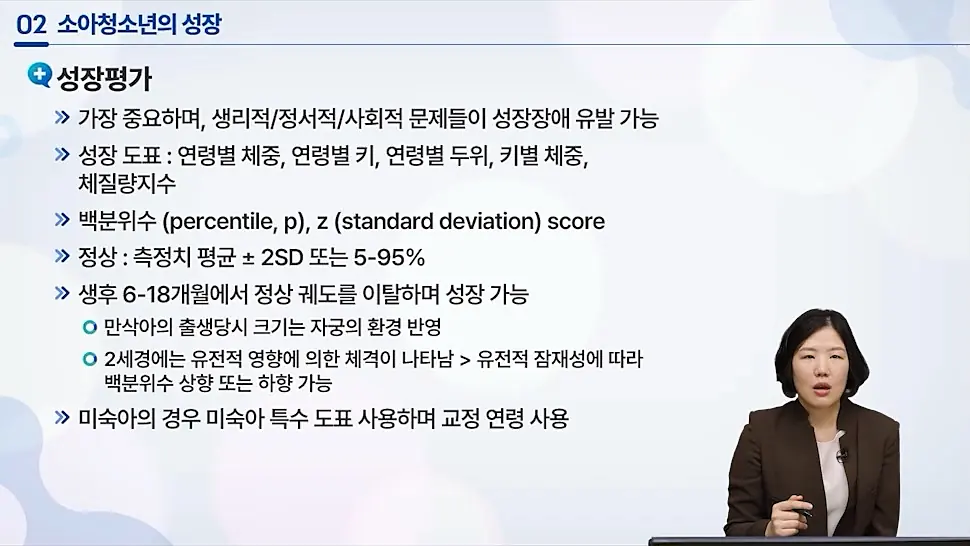 02 소아청소년의 성장
성장평가
가장 중요하며, 생리적/정서적/사회적 문제들이 성장장애 유발 가능
성장 도표 : 연령별 체중, 연령별 키, 연령별 두위, 키별 체중,
체질량지수
백분위수 (percentile, p), z (standard deviation) score
정상 : 측정치 평균 ± 2SD 또는 5-95%
생후 6-18개월에서 정상 궤도를 이탈하며 성장 가능
만삭아의 출생당시 크기는 자궁의 환경 반영
2세경에는 유전적 영향에 의한 체격이 나타남 > 유전적 잠재성에 따라
백분위수 상향 또는 하향 가능
미숙아의 경우 미숙아 특수 도표 사용하며 교정 연령 사용